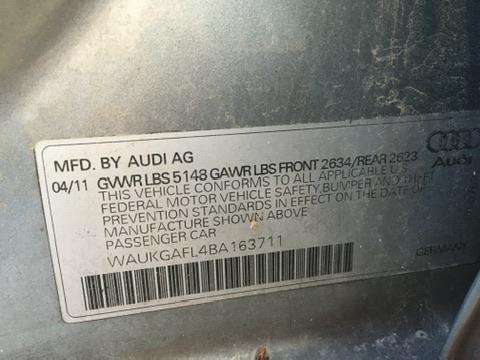 MFD. BY AUDI AG
04/11 GVWR LBS 5148 GAWR LBS FRONT 2634/REAR 2623
THIS VEHICLE CONFORMS TO ALL APPLICABLE
FEDERAL MOTOR VEHICLE SAFETY, BUMPER AND THEFT
PREVENTION STANDARDS IN EFFECT ON THE DATE OF
MANUFACTURE SHOWN ABOVE
PASSENGER CAR
WAUKGAFL4BA163711
Audi
GERMANY